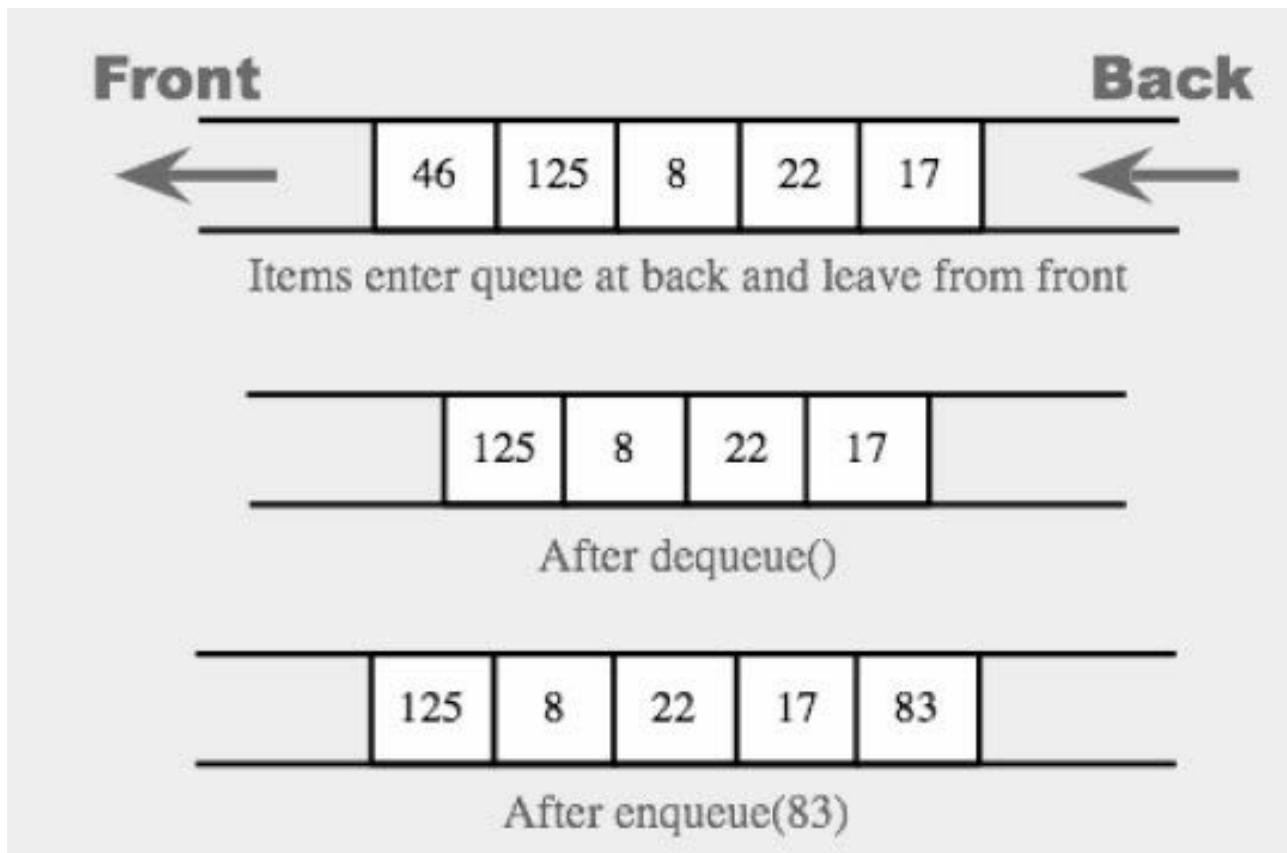 Front Back
46 125 8 22 17
Items enter queue at back and leave from front
125 8 22 17
After dequeue()
125 8 22 17 83
After enqueue(83)